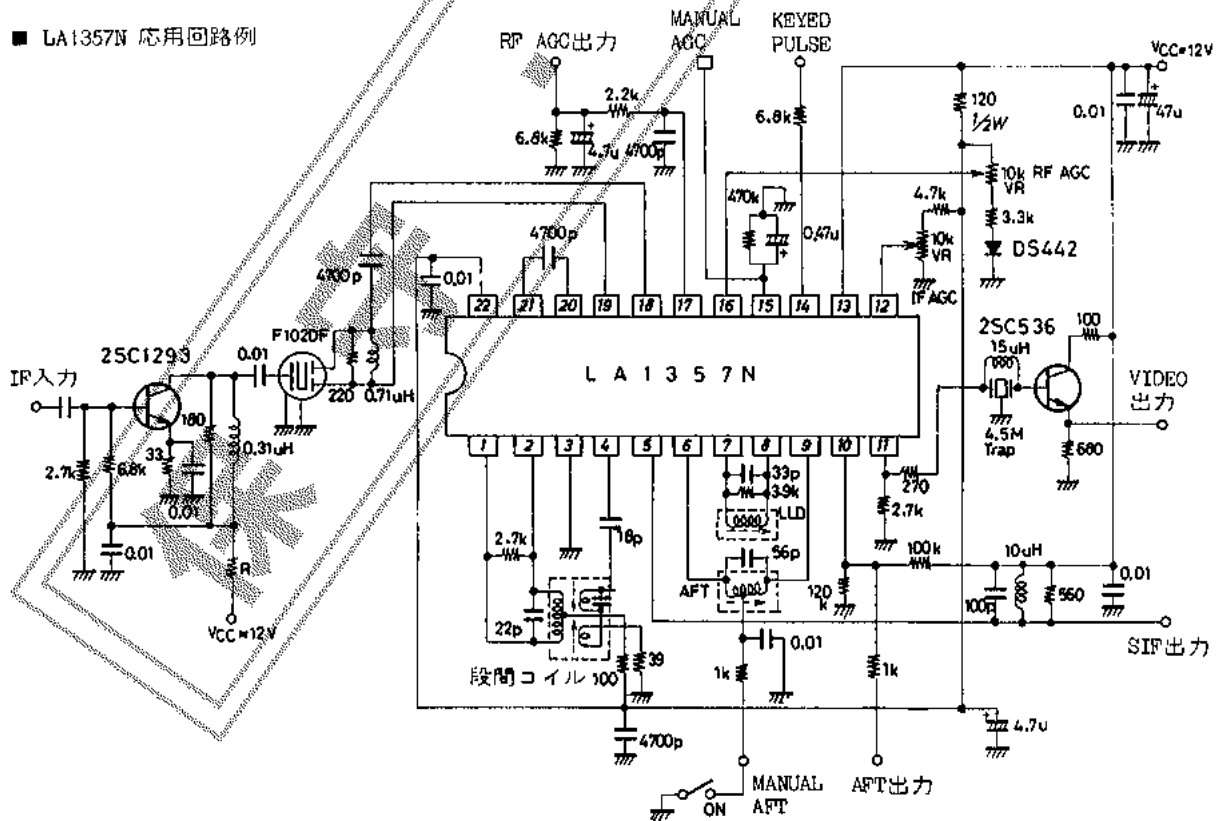 ■ LA1357N 応用回路例
RF AGC出力
MANUAL
AGC
KEYED
PULSE
VCC=12V
2.2k
6.8k
4.7u
4700p
6.8k
120
1/2W
0.01
47u
10k
VR
RF AGC
4.7k
3.3k
DS442
10k
VR
IF AGC
470k
0.47u
4700p
4700p
0.01
22 21 20 19 18 17 16 15 14 13 12
LA1357N
1 2 3 4 5 6 7 8 9 10 11
2SC1293
IF入力
0.01
F102DF
220
0.71uH
180
0.31uH
33
0.01
2.7k
6.8k
0.01
R
VCC=12V
2SC536
15uH
100
4.5M
Trap
VIDEO
出力
680
270
2.7k
33p
3.9k
LLD
56p
AFT
2.7k
22p
18p
段間コイル
100
39
4700p
120
k
100k
10uH
100p
560
0.01
SIF出力
0.01
1k
1k
4.7u
ON
MANUAL
AFT
AFT出力